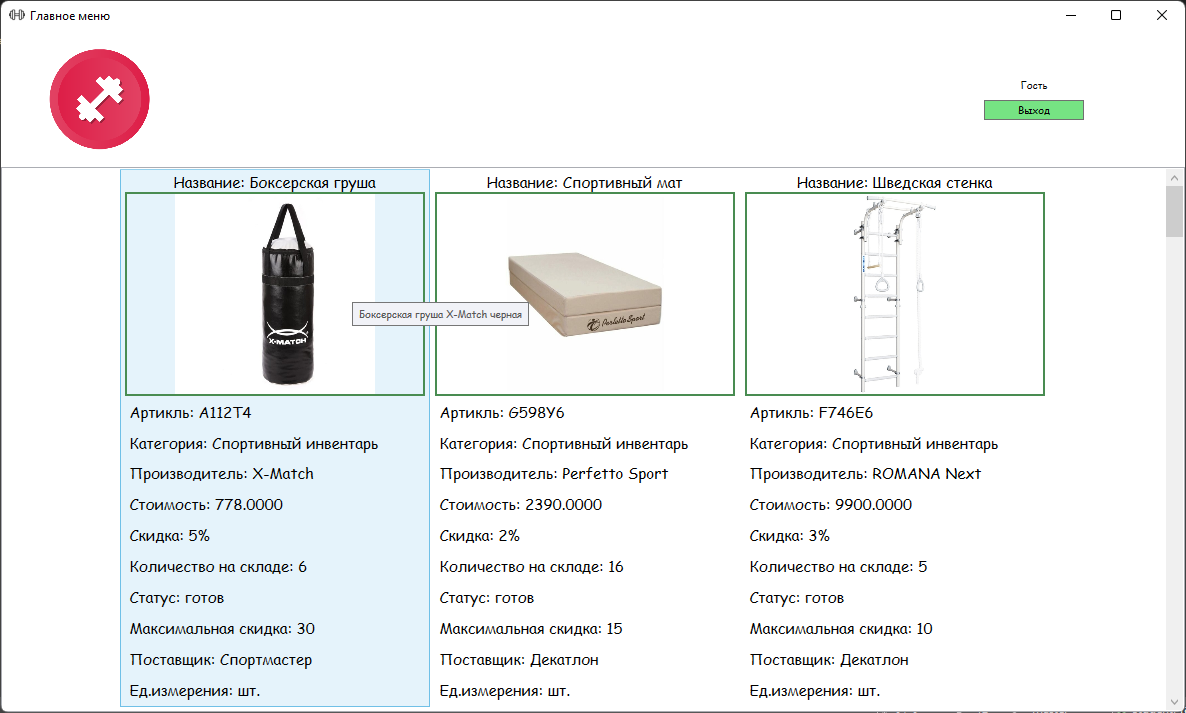 Главное меню
Гость
Выход
Название: Боксерская груша
X-MATCH
Боксерская груша X-Match черная
Артикль: A112T4
Категория: Спортивный инвентарь
Производитель: X-Match
Стоимость: 778.0000
Скидка: 5%
Количество на складе: 6
Статус: готов
Максимальная скидка: 30
Поставщик: Спортмастер
Ед.измерения: шт.
Название: Спортивный мат
Perfetto Sport
Артикль: G598Y6
Категория: Спортивный инвентарь
Производитель: Perfetto Sport
Стоимость: 2390.0000
Скидка: 2%
Количество на складе: 16
Статус: готов
Максимальная скидка: 15
Поставщик: Декатлон
Ед.измерения: шт.
Название: Шведская стенка
Артикль: F746E6
Категория: Спортивный инвентарь
Производитель: ROMANA Next
Стоимость: 9900.0000
Скидка: 3%
Количество на складе: 5
Статус: готов
Максимальная скидка: 10
Поставщик: Декатлон
Ед.измерения: шт.